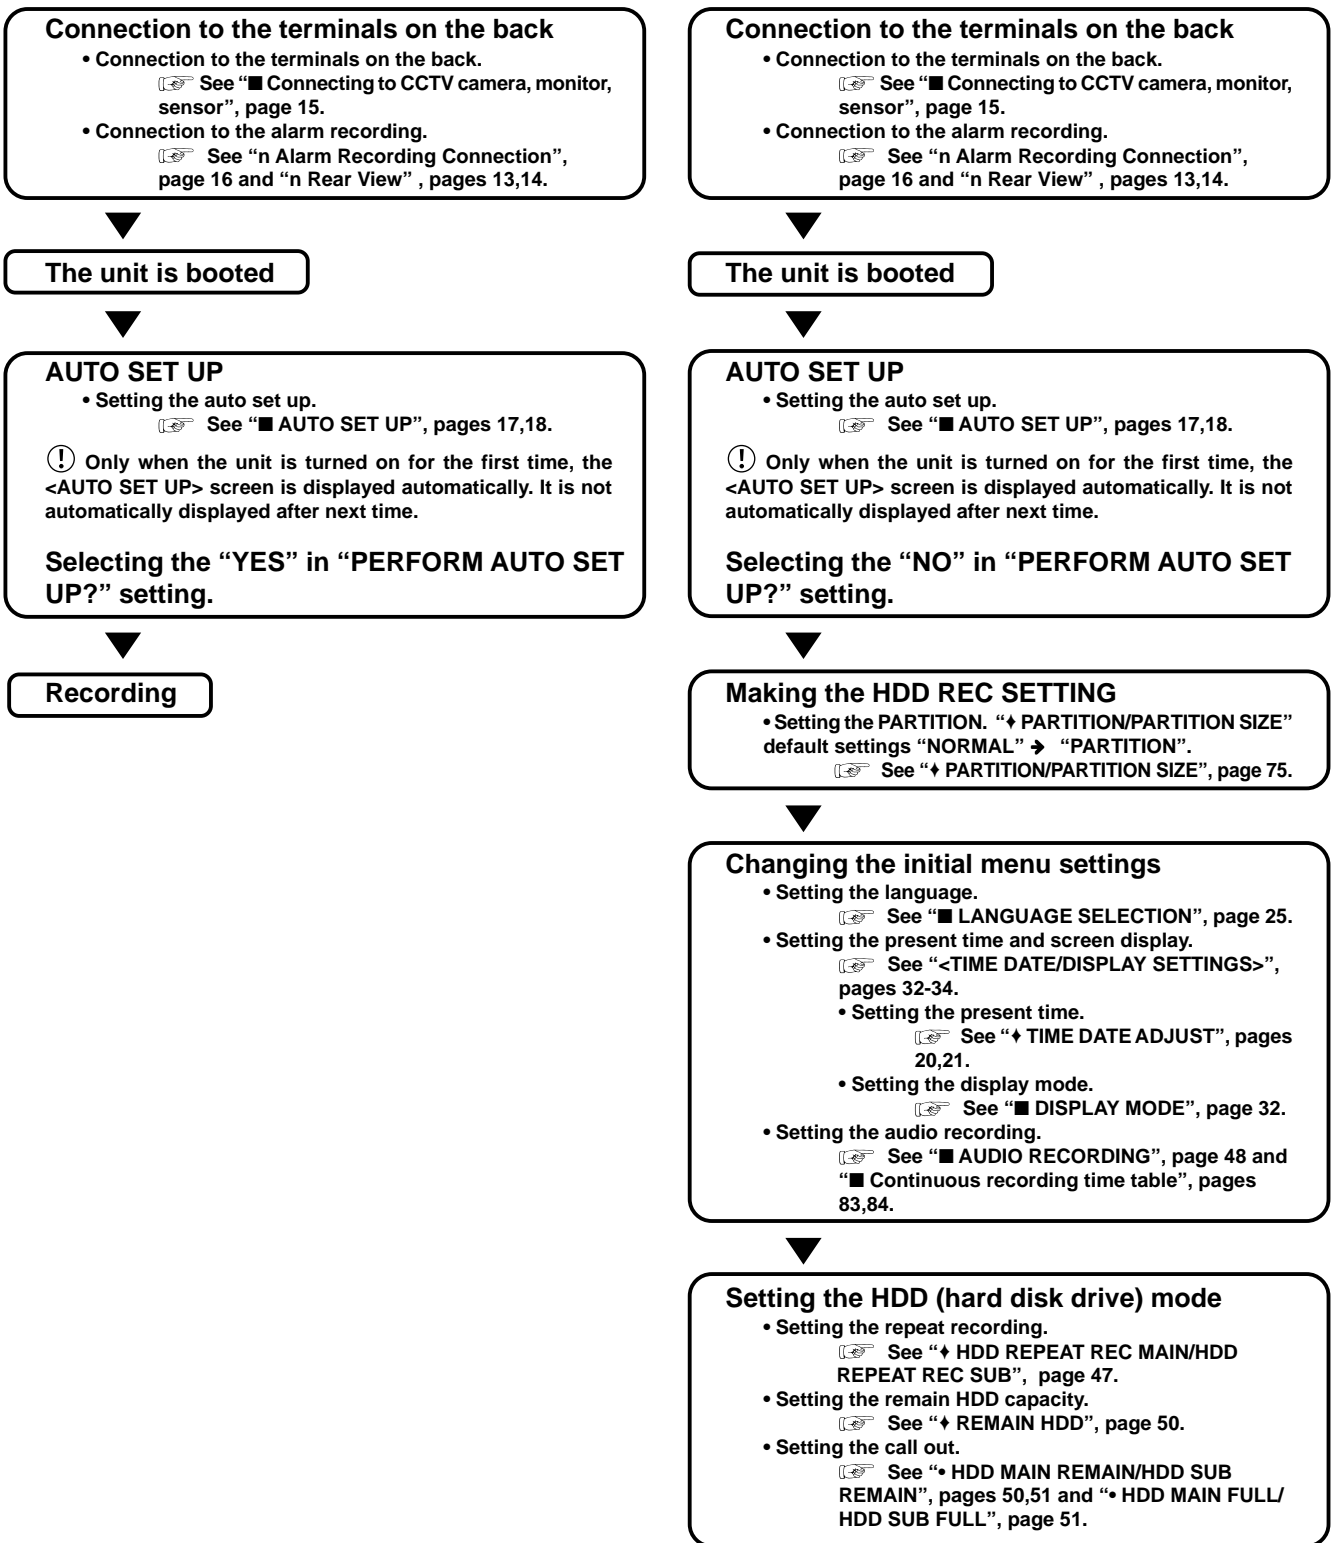 Connection to the terminals on the back
• Connection to the terminals on the back.
☞ See “■ Connecting to CCTV camera, monitor,
sensor”, page 15.
• Connection to the alarm recording.
☞ See “n Alarm Recording Connection”,
page 16 and “n Rear View” , pages 13,14.
The unit is booted
AUTO SET UP
• Setting the auto set up.
☞ See “■ AUTO SET UP”, pages 17,18.
! Only when the unit is turned on for the first time, the
<AUTO SET UP> screen is displayed automatically. It is not
automatically displayed after next time.
Selecting the “YES” in “PERFORM AUTO SET
UP?” setting.
Recording
Connection to the terminals on the back
• Connection to the terminals on the back.
☞ See “■ Connecting to CCTV camera, monitor,
sensor”, page 15.
• Connection to the alarm recording.
☞ See “n Alarm Recording Connection”,
page 16 and “n Rear View” , pages 13,14.
The unit is booted
AUTO SET UP
• Setting the auto set up.
☞ See “■ AUTO SET UP”, pages 17,18.
! Only when the unit is turned on for the first time, the
<AUTO SET UP> screen is displayed automatically. It is not
automatically displayed after next time.
Selecting the “NO” in “PERFORM AUTO SET
UP?” setting.
Making the HDD REC SETTING
• Setting the PARTITION. “♦ PARTITION/PARTITION SIZE”
default settings “NORMAL” ➔ “PARTITION”.
☞ See “♦ PARTITION/PARTITION SIZE”, page 75.
Changing the initial menu settings
• Setting the language.
☞ See “■ LANGUAGE SELECTION”, page 25.
• Setting the present time and screen display.
☞ See “<TIME DATE/DISPLAY SETTINGS>”,
pages 32-34.
• Setting the present time.
☞ See “♦ TIME DATE ADJUST”, pages
20,21.
• Setting the display mode.
☞ See “■ DISPLAY MODE”, page 32.
• Setting the audio recording.
☞ See “■ AUDIO RECORDING”, page 48 and
“■ Continuous recording time table”, pages
83,84.
Setting the HDD (hard disk drive) mode
• Setting the repeat recording.
☞ See “♦ HDD REPEAT REC MAIN/HDD
REPEAT REC SUB”, page 47.
• Setting the remain HDD capacity.
☞ See “♦ REMAIN HDD”, page 50.
• Setting the call out.
☞ See “• HDD MAIN REMAIN/HDD SUB
REMAIN”, pages 50,51 and “• HDD MAIN FULL/
HDD SUB FULL”, page 51.